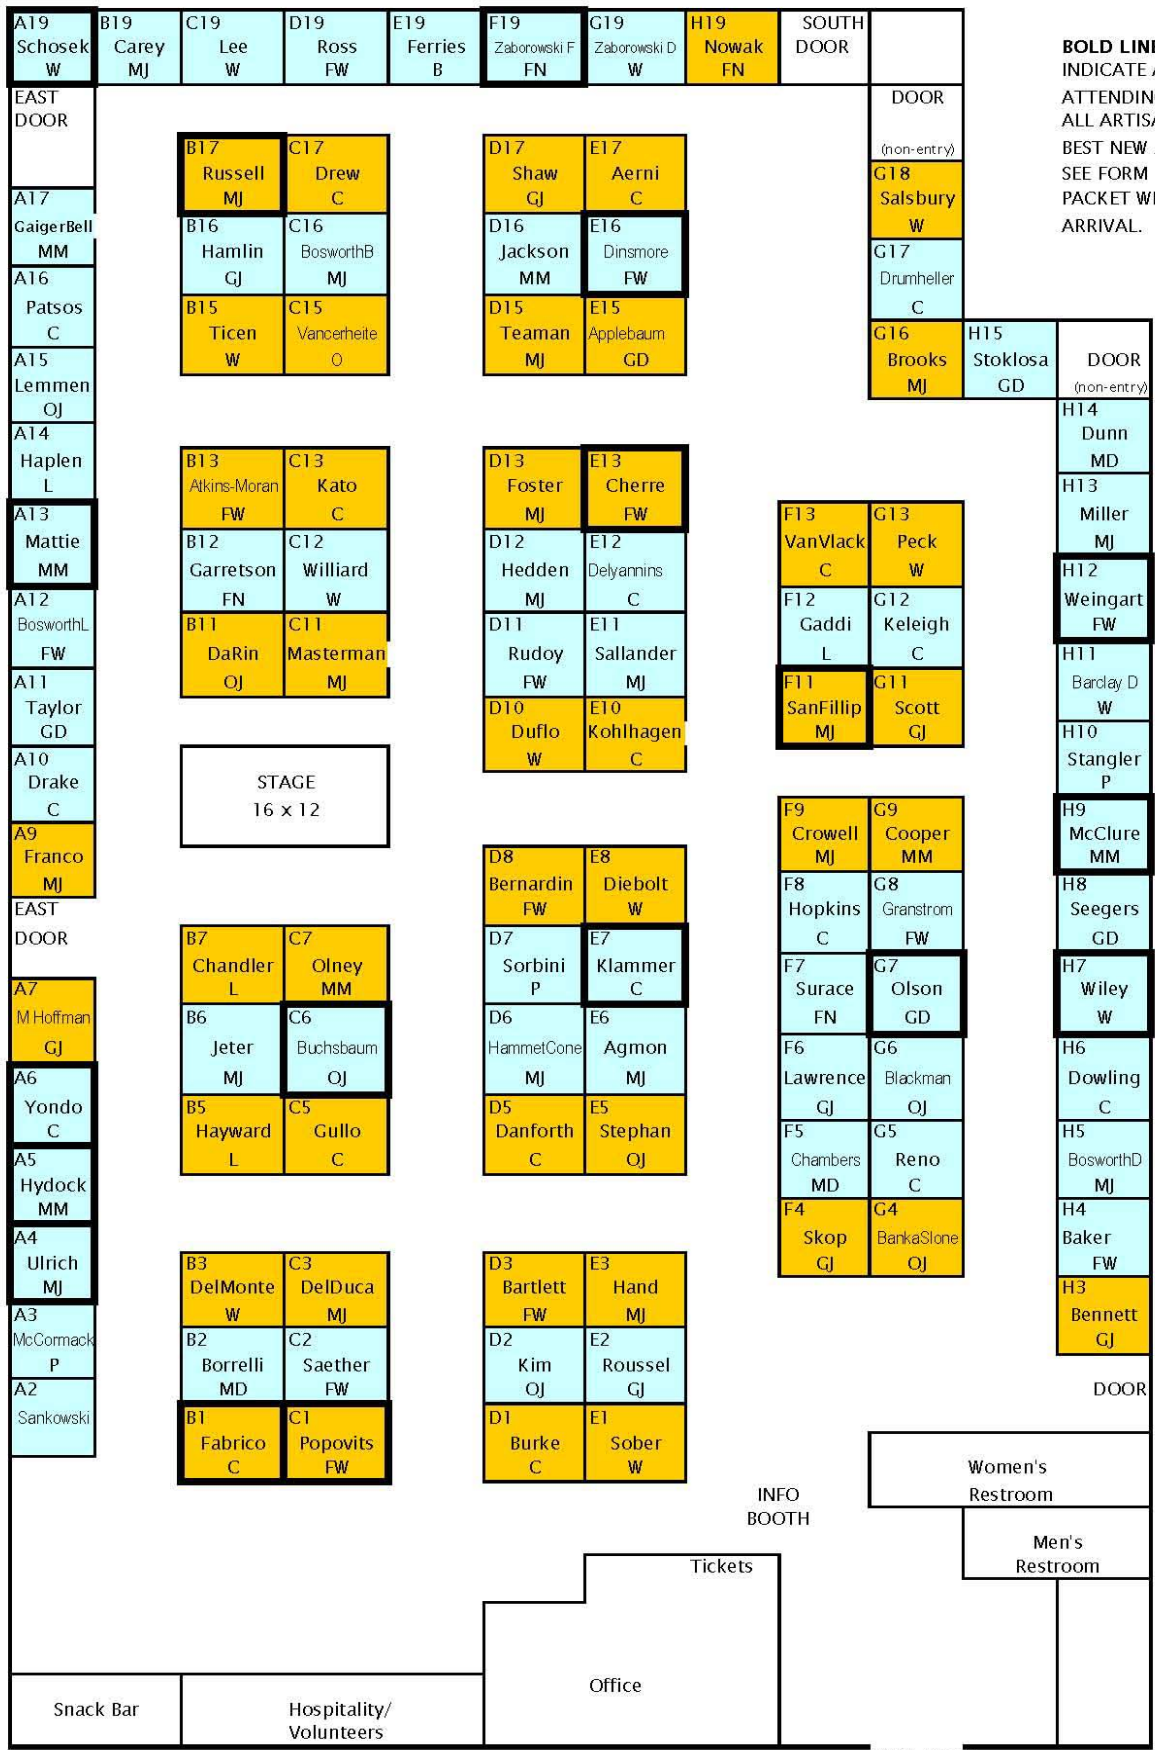 A19
Schosek
W
B19
Carey
MJ
C19
Lee
W
D19
Ross
FW
E19
Ferries
B
F19
Zaborowski F
FN
G19
Zaborowski D
W
H19
Nowak
FN
SOUTH
DOOR
BOLD LINE
INDICATE A
ATTENDING
ALL ARTISA
BEST NEW
SEE FORM
PACKET WI
ARRIVAL.
EAST
DOOR
DOOR
(non-entry)
B17
Russell
MJ
C17
Drew
C
D17
Shaw
GJ
E17
Aerni
C
G18
Salsbury
W
A17
GaigerBell
MM
B16
Hamlin
GJ
C16
BosworthB
MJ
D16
Jackson
MM
E16
Dinsmore
FW
G17
Drumheller
C
A16
Patsos
C
B15
Ticen
W
C15
Vancerheite
O
D15
Teaman
MJ
E15
Applebaum
GD
G16
Brooks
MJ
H15
Stoklosa
GD
DOOR
(non-entry)
A15
Lemmen
OJ
H14
Dunn
MD
A14
Haplen
L
B13
Atkins-Moran
FW
C13
Kato
C
D13
Foster
MJ
E13
Cherre
FW
H13
Miller
MJ
A13
Mattie
MM
F13
VanVlack
C
G13
Peck
W
B12
Garretson
FN
C12
Williard
W
D12
Hedden
MJ
E12
Delyannins
C
H12
Weingart
FW
A12
BosworthL
FW
F12
Gaddi
L
G12
Keleigh
C
B11
DaRin
OJ
C11
Masterman
MJ
D11
Rudoy
FW
E11
Sallander
MJ
H11
Barclay D
W
A11
Taylor
GD
F11
SanFillip
MJ
G11
Scott
GJ
D10
Duflo
W
E10
Kohlhagen
C
H10
Stangler
P
A10
Drake
C
STAGE
16 x 12
F9
Crowell
MJ
G9
Cooper
MM
H9
McClure
MM
A9
Franco
MJ
D8
Bernardin
FW
E8
Diebolt
W
F8
Hopkins
C
G8
Granstrom
FW
H8
Seegers
GD
EAST
DOOR
B7
Chandler
L
C7
Olney
MM
D7
Sorbini
P
E7
Klammer
C
F7
Surace
FN
G7
Olson
GD
H7
Wiley
W
A7
M Hoffman
GJ
B6
Jeter
MJ
C6
Buchsbaum
OJ
D6
HammetCone
MJ
E6
Agmon
MJ
F6
Lawrence
GJ
G6
Blackman
OJ
H6
Dowling
C
A6
Yondo
C
B5
Hayward
L
C5
Gullo
C
D5
Danforth
C
E5
Stephan
OJ
F5
Chambers
MD
G5
Reno
C
H5
BosworthD
MJ
A5
Hydock
MM
F4
Skop
GJ
G4
BankaSlone
OJ
H4
Baker
FW
A4
Ulrich
MJ
B3
DelMonte
W
C3
DelDuca
MJ
D3
Bartlett
FW
E3
Hand
MJ
H3
Bennett
GJ
A3
McCormack
P
B2
Borrelli
MD
C2
Saether
FW
D2
Kim
OJ
E2
Roussel
GJ
DOOR
A2
Sankowski
B1
Fabrico
C
C1
Popovits
FW
D1
Burke
C
E1
Sober
W
Women's
Restroom
INFO
BOOTH
Men's
Restroom
Tickets
Office
Snack Bar
Hospitality/
Volunteers